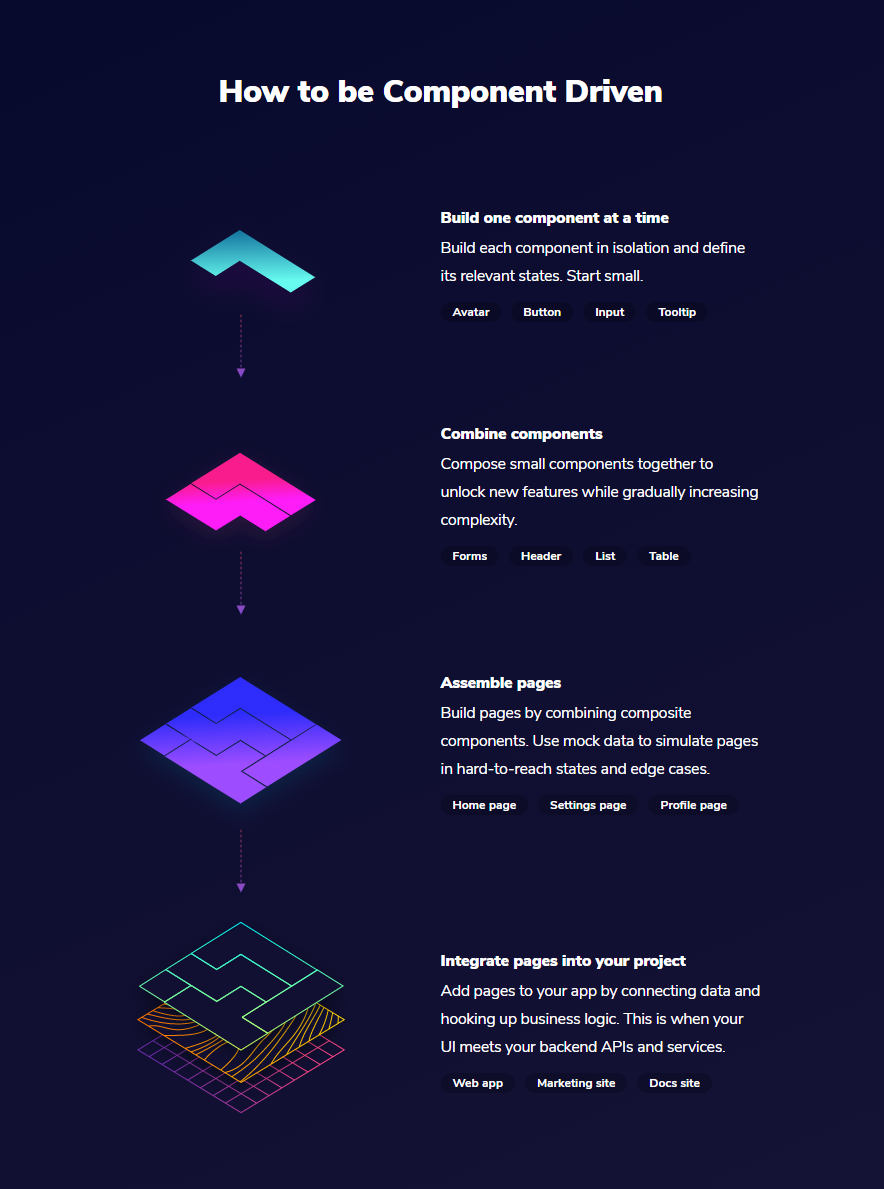 How to be Component Driven
Build one component at a time
Build each component in isolation and define
its relevant states. Start small.
Avatar Button Input Tooltip
Combine components
Compose small components together to
unlock new features while gradually increasing
complexity.
Forms Header List Table
Assemble pages
Build pages by combining composite
components. Use mock data to simulate pages
in hard-to-reach states and edge cases.
Home page Settings page Profile page
Integrate pages into your project
Add pages to your app by connecting data and
hooking up business logic. This is when your
UI meets your backend APIs and services.
Web app Marketing site Docs site